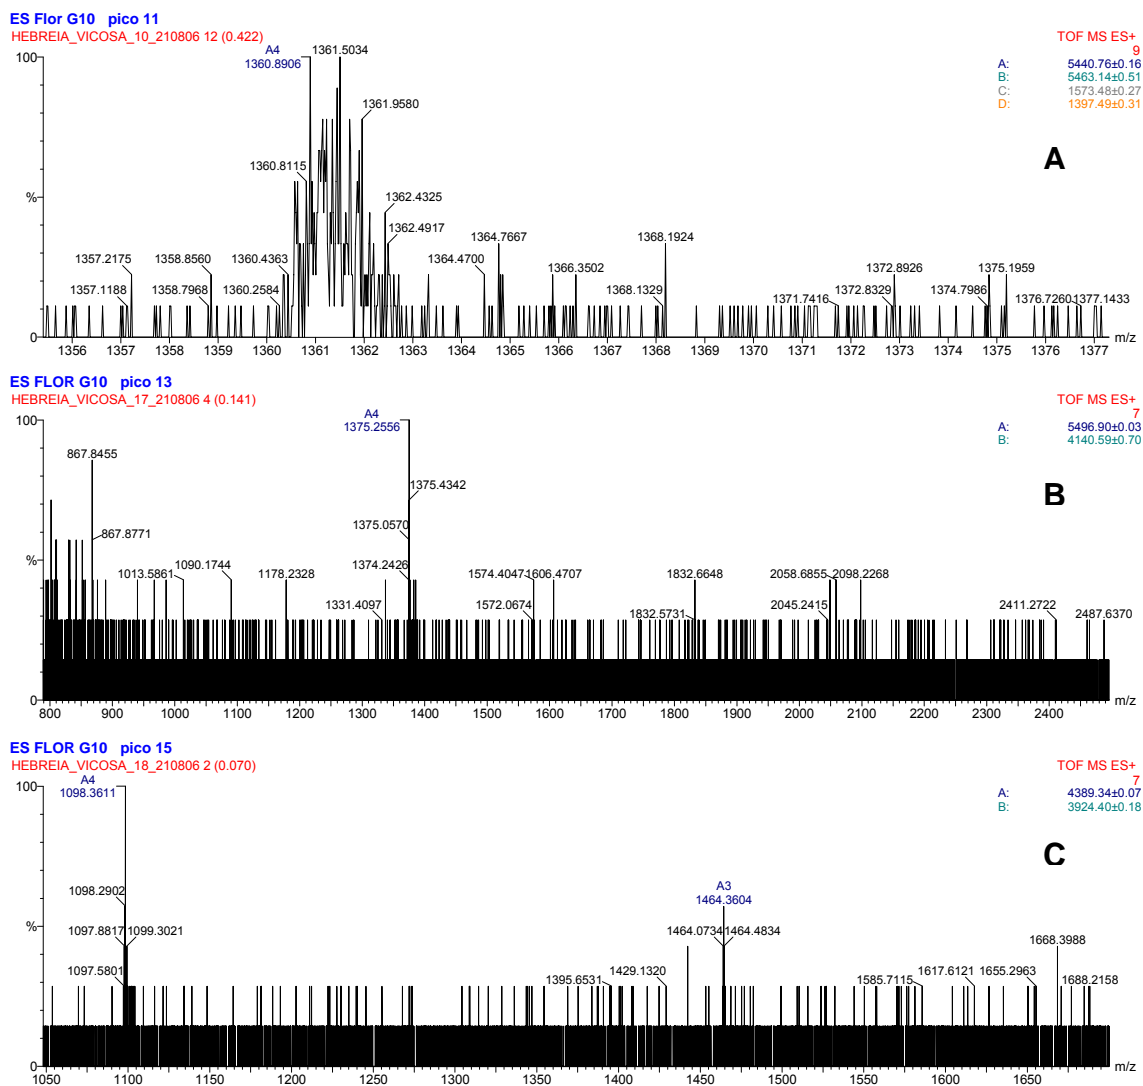 ES Flor G10 pico 11
HEBREIA_VICOSA_10_210806 12 (0.422)
TOF MS ES+
9
A: 5440.76±0.16
B: 5463.14±0.51
C: 1573.48±0.27
D: 1397.49±0.31
A
100
%
0
A4
1360.8906
1361.5034
1361.9580
1360.8115
1362.4325
1362.4917
1357.2175
1358.8560
1360.4363
1364.4700
1364.7667
1366.3502
1368.1924
1372.8926
1375.1959
1357.1188
1358.7968
1360.2584
1368.1329
1371.7416
1372.8329
1374.7986
1376.7260
1377.1433
1356 1357 1358 1359 1360 1361 1362 1363 1364 1365 1366 1367 1368 1369 1370 1371 1372 1373 1374 1375 1376 1377
m/z
ES FLOR G10 pico 13
HEBREIA_VICOSA_17_210806 4 (0.141)
TOF MS ES+
7
A: 5496.90±0.03
B: 4140.59±0.70
B
100
%
0
A4
1375.2556
867.8455
1375.4342
867.8771
1375.0570
1013.5861
1090.1744
1178.2328
1374.2426
1574.4047
1606.4707
1832.6648
2058.6855
2098.2268
1331.4097
1572.0674
1832.5731
2045.2415
2411.2722
2487.6370
800 900 1000 1100 1200 1300 1400 1500 1600 1700 1800 1900 2000 2100 2200 2300 2400
m/z
ES FLOR G10 pico 15
HEBREIA_VICOSA_18_210806 2 (0.070)
TOF MS ES+
7
A: 4389.34±0.07
B: 3924.40±0.18
C
100
%
0
A4
1098.3611
1098.2902
1097.8817
1099.3021
1097.5801
A3
1464.3604
1464.0734
1464.4834
1395.6531
1429.1320
1585.7115
1617.6121
1655.2963
1668.3988
1688.2158
1050 1100 1150 1200 1250 1300 1350 1400 1450 1500 1550 1600 1650
m/z